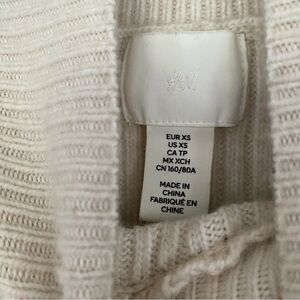 H&M
EUR XS
US XS
CA TP
MX XCH
CN 160/80A
MADE IN
CHINA
FABRIQUÉ EN
CHINE